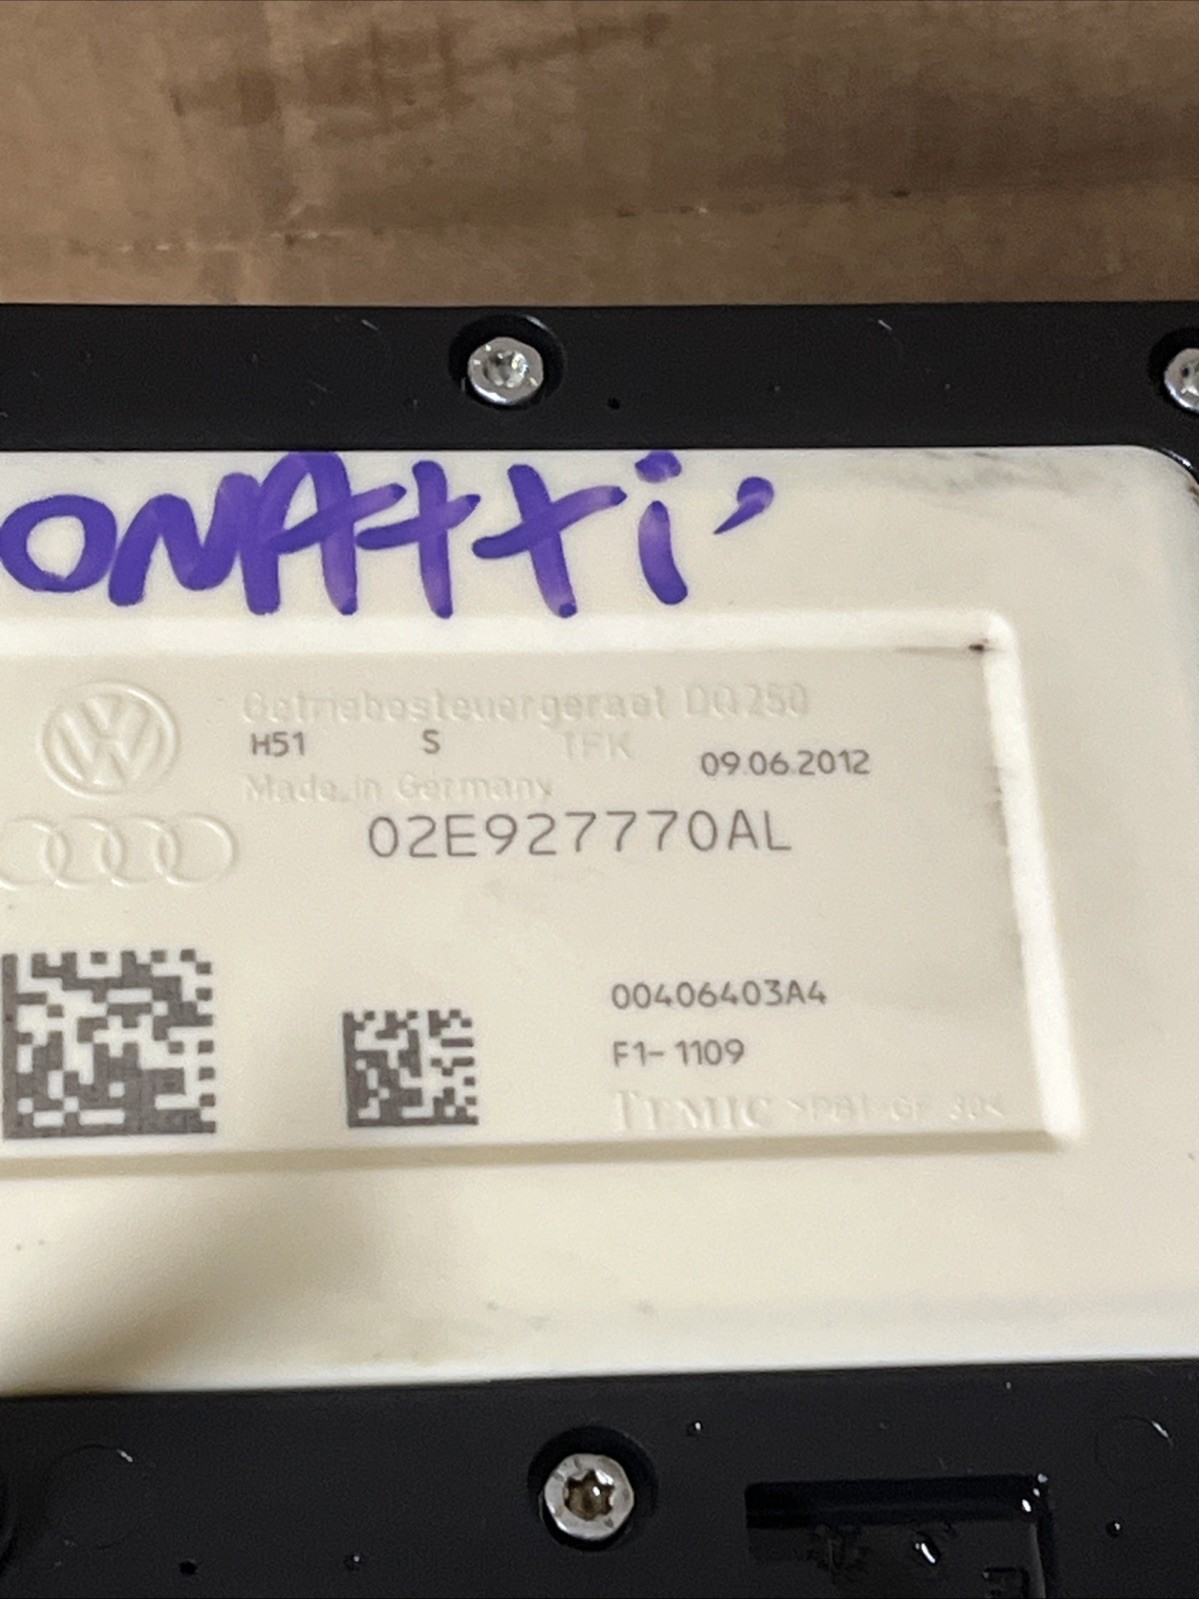 ONAtti'
Getriebesteuergeraet DQ250
H51 S TFK 09.06.2012
Made in Germany
02E927770AL
00406403A4
F1-1109
TEMIC >PBT-GF 30<